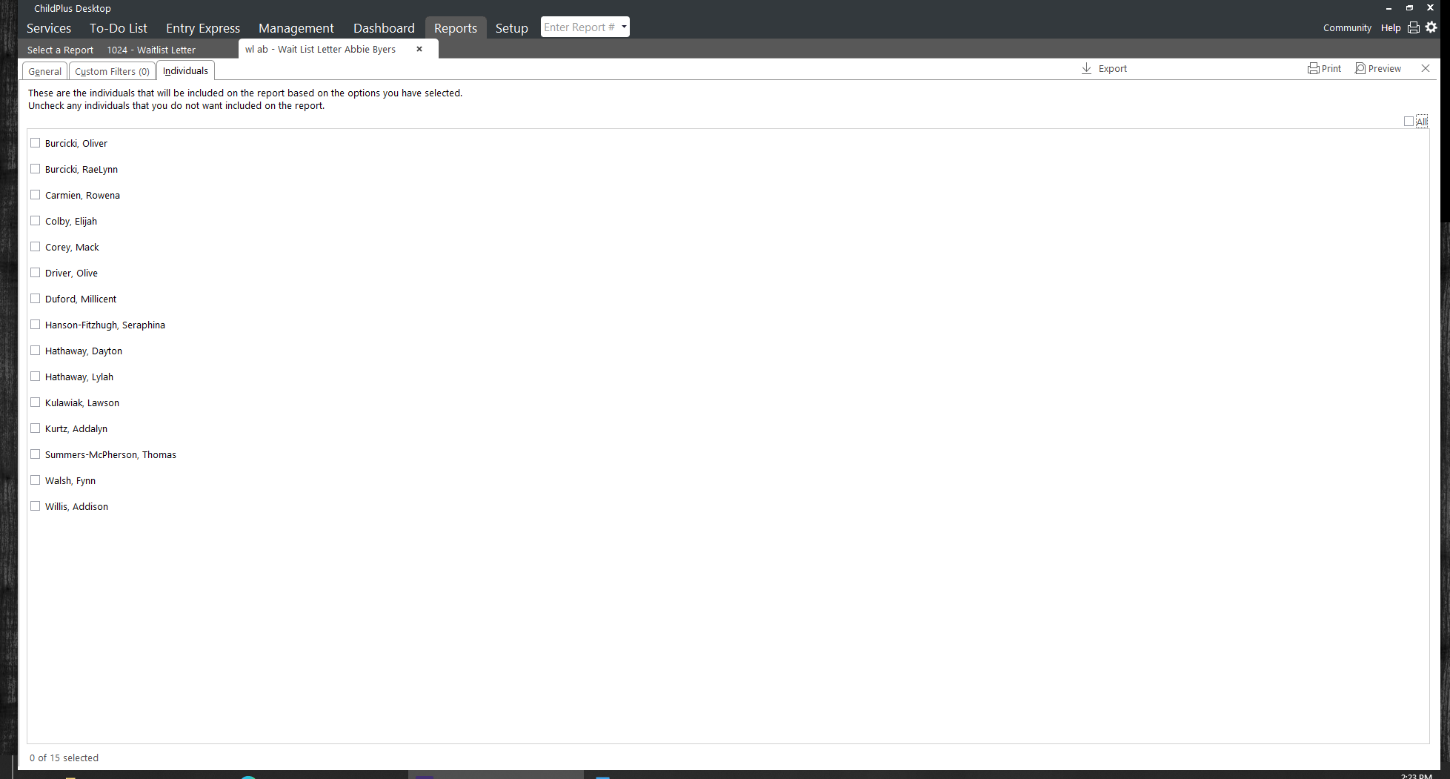 ChildPlus Desktop
Services To-Do List Entry Express Management Dashboard Reports Setup Enter Report # Community Help
Select a Report 1024 - Waitlist Letter wl ab - Wait List Letter Abbie Byers
General Custom Filters (0) Individuals Export Print Preview
These are the individuals that will be included on the report based on the options you have selected.
Uncheck any individuals that you do not want included on the report.
All
Burcicki, Oliver
Burcicki, RaeLynn
Carmien, Rowena
Colby, Elijah
Corey, Mack
Driver, Olive
Duford, Millicent
Hanson-Fitzhugh, Seraphina
Hathaway, Dayton
Hathaway, Lylah
Kulawiak, Lawson
Kurtz, Addalyn
Summers-McPherson, Thomas
Walsh, Fynn
Willis, Addison
0 of 15 selected
2:23 PM